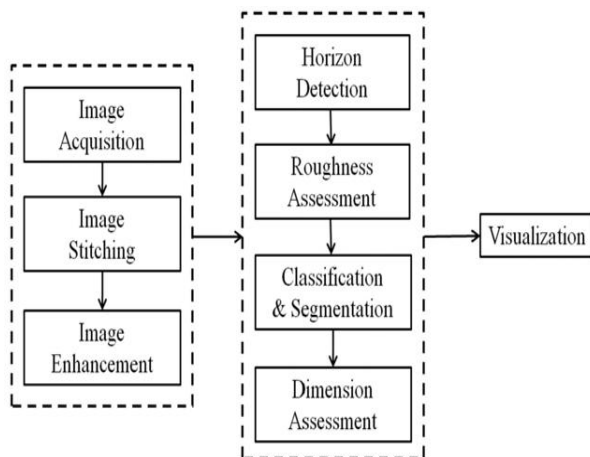 Image
Acquisition
Image
Stitching
Image
Enhancement
Horizon
Detection
Roughness
Assessment
Classification
& Segmentation
Dimension
Assessment
Visualization